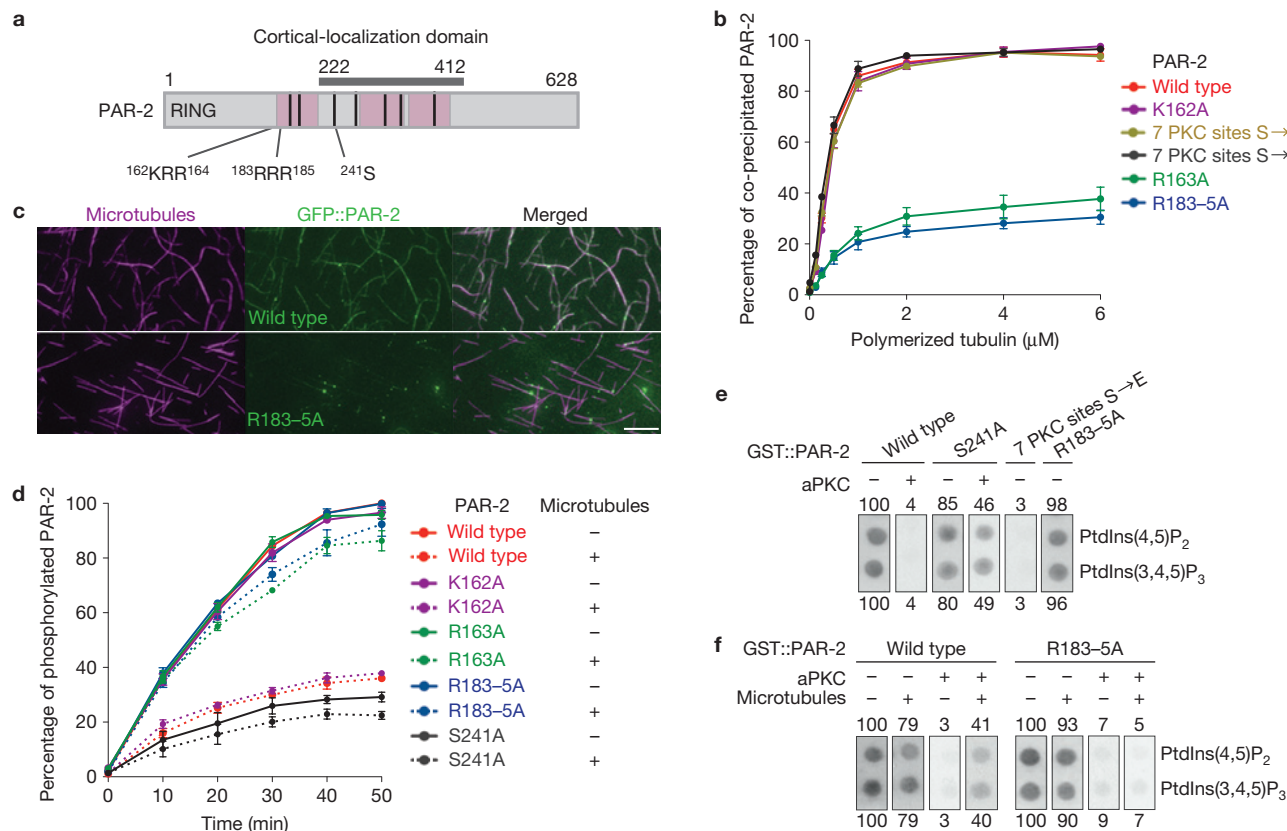 a
Cortical-localization domain
1 222 412 628
PAR-2 RING
¹⁶²KRR¹⁶⁴ ¹⁸³RRR¹⁸⁵ ²⁴¹S
b
Percentage of co-precipitated PAR-2
100
80
60
40
20
0
0 2 4 6
Polymerized tubulin (μM)
PAR-2
Wild type
K162A
7 PKC sites S→
7 PKC sites S→
R163A
R183–5A
c
Microtubules GFP::PAR-2 Merged
Wild type
R183–5A
d
Percentage of phosphorylated PAR-2
100
80
60
40
20
0
0 10 20 30 40 50
Time (min)
PAR-2 Microtubules
Wild type –
Wild type +
K162A –
K162A +
R163A –
R163A +
R183–5A –
R183–5A +
S241A –
S241A +
e
GST::PAR-2 Wild type S241A 7 PKC sites S→E R183–5A
aPKC – + – + – –
100 4 85 46 3 98
PtdIns(4,5)P₂
PtdIns(3,4,5)P₃
100 4 80 49 3 96
f
GST::PAR-2 Wild type R183–5A
aPKC – – + + – – + +
Microtubules – + – + – + – +
100 79 3 41 100 93 7 5
PtdIns(4,5)P₂
PtdIns(3,4,5)P₃
100 79 3 40 100 90 9 7